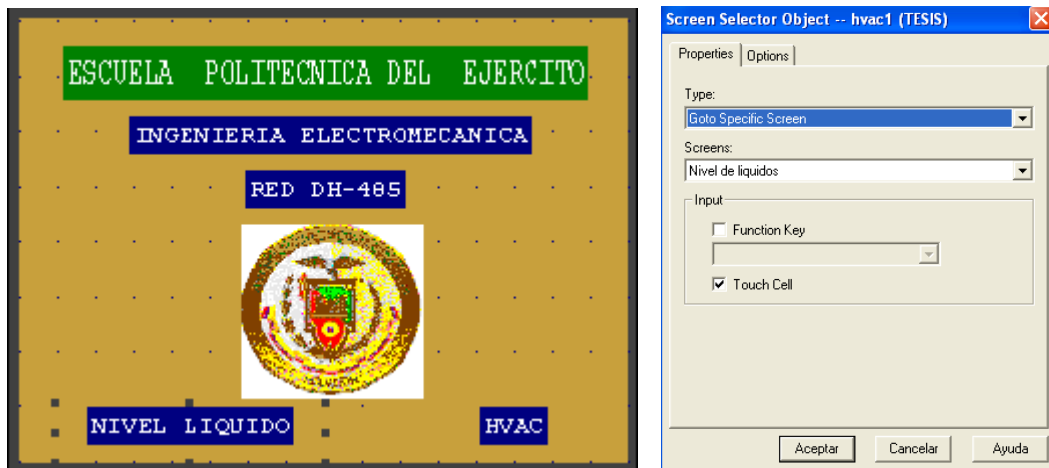 ESCUELA POLITECNICA DEL EJERCITO
INGENIERIA ELECTROMECANICA
RED DH-485
NIVEL LIQUIDO
HVAC
Screen Selector Object -- hvac1 (TESIS)
Properties
Options
Type:
Goto Specific Screen
Screens:
Nivel de liquidos
Input
Function Key
Touch Cell
Aceptar
Cancelar
Ayuda